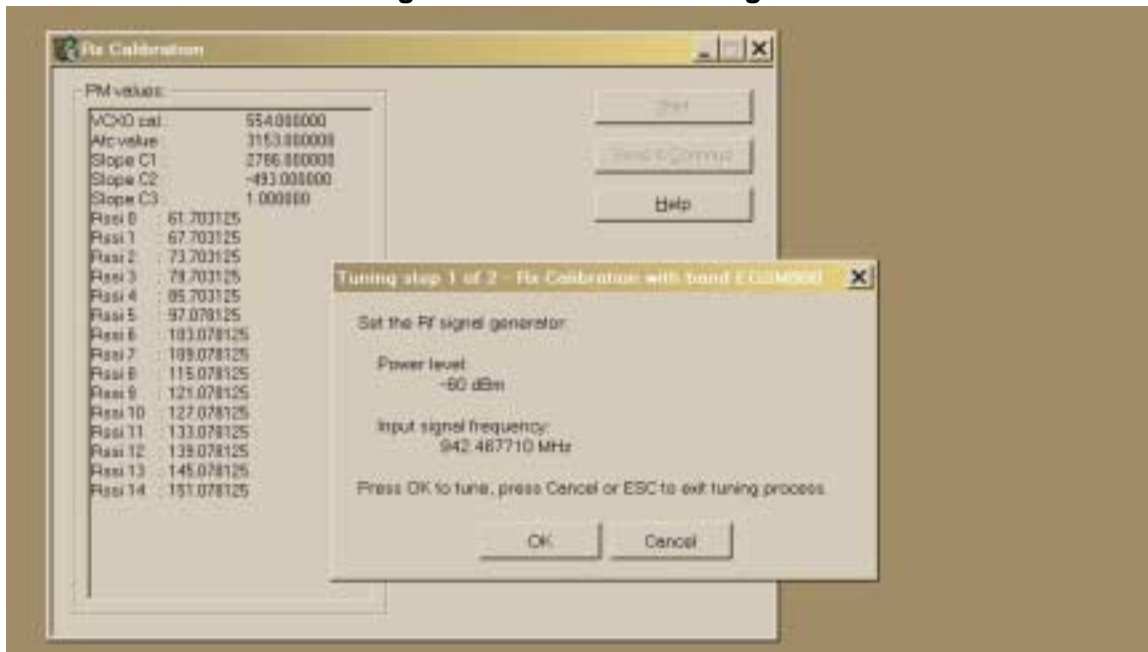 Rx Calibration
PM values:
VCXO cal : 554.000000
Afc value : 3153.000000
Slope C1 : 2786.000000
Slope C2 : -493.000000
Slope C3 : 1.000000
Rssi 0 : 61.703125
Rssi 1 : 67.703125
Rssi 2 : 73.703125
Rssi 3 : 79.703125
Rssi 4 : 85.703125
Rssi 5 : 97.078125
Rssi 6 : 103.078125
Rssi 7 : 109.078125
Rssi 8 : 115.078125
Rssi 9 : 121.078125
Rssi 10 : 127.078125
Rssi 11 : 133.078125
Rssi 12 : 139.078125
Rssi 13 : 145.078125
Rssi 14 : 151.078125
Start
Save & Continue
Help
Tuning step 1 of 2 - Rx Calibration with band EGSM900
Set the Rf signal generator:
Power level:
-60 dBm
Input signal frequency:
942.467710 MHz
Press OK to tune, press Cancel or ESC to exit tuning process.
OK
Cancel